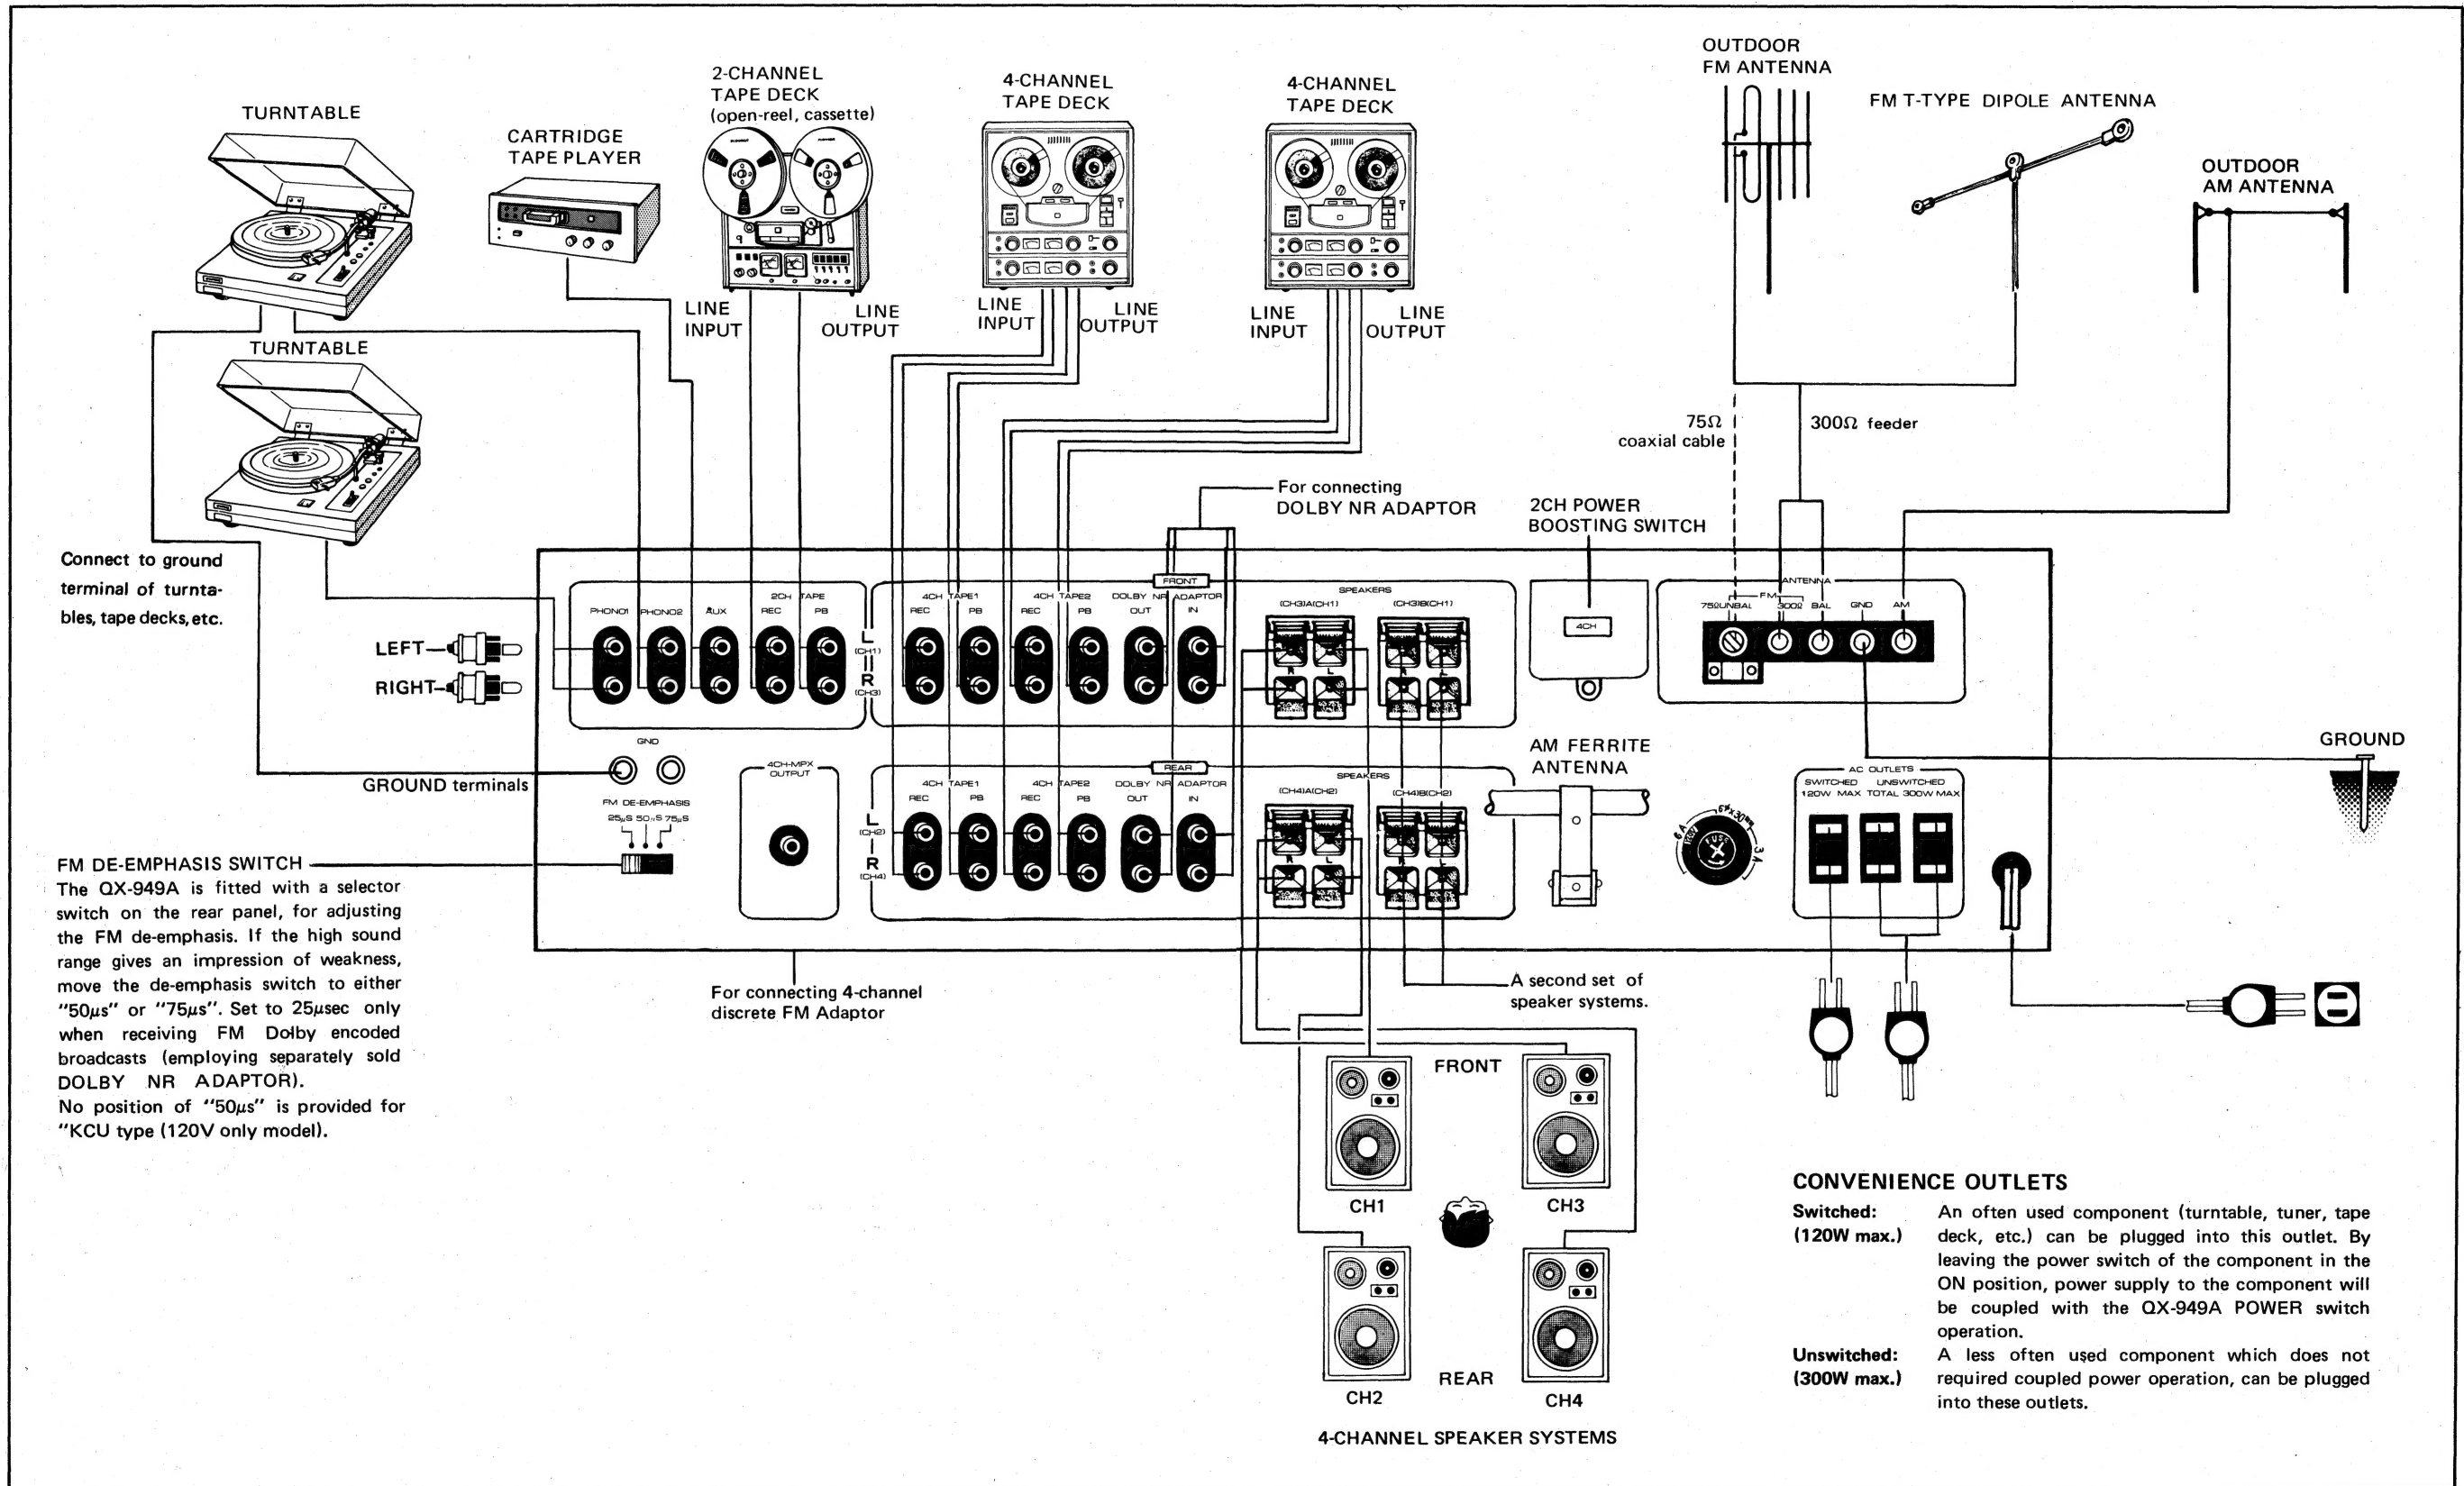 TURNTABLE
CARTRIDGE
TAPE PLAYER
2-CHANNEL
TAPE DECK
(open-reel, cassette)
4-CHANNEL
TAPE DECK
4-CHANNEL
TAPE DECK
OUTDOOR
FM ANTENNA
FM T-TYPE DIPOLE ANTENNA
OUTDOOR
AM ANTENNA
LINE
INPUT
LINE
OUTPUT
LINE
INPUT
LINE
OUTPUT
LINE
INPUT
LINE
OUTPUT
TURNTABLE
75Ω
coaxial cable
300Ω feeder
For connecting
DOLBY NR ADAPTOR
2CH POWER
BOOSTING SWITCH
Connect to ground
terminal of turnta-
bles, tape decks, etc.
LEFT
RIGHT
PHONO1 PHONO2 AUX
2CH TAPE
REC PB
L
(CH1)
R
(CH3)
FRONT
4CH TAPE1
REC PB
4CH TAPE2
REC PB
DOLBY NR ADAPTOR
OUT IN
SPEAKERS
(CH3)A(CH1)
(CH3)B(CH1)
R L
R L
4CH
ANTENNA
FM
75ΩUNBAL 300Ω BAL GND AM
GND
GROUND terminals
FM DE-EMPHASIS
25µS 50µS 75µS
4CH-MPX
OUTPUT
REAR
L
(CH2)
R
(CH4)
4CH TAPE1
REC PB
4CH TAPE2
REC PB
DOLBY NR ADAPTOR
OUT IN
SPEAKERS
(CH4)A(CH2)
(CH4)B(CH2)
R L
R L
AM FERRITE
ANTENNA
FUSE
6A
3A
AC OUTLETS
SWITCHED UNSWITCHED
120W MAX TOTAL 300W MAX
GROUND
FM DE-EMPHASIS SWITCH
The QX-949A is fitted with a selector
switch on the rear panel, for adjusting
the FM de-emphasis. If the high sound
range gives an impression of weakness,
move the de-emphasis switch to either
"50µs" or "75µs". Set to 25µsec only
when receiving FM Dolby encoded
broadcasts (employing separately sold
DOLBY NR ADAPTOR).
No position of "50µs" is provided for
"KCU type (120V only model).
For connecting 4-channel
discrete FM Adaptor
A second set of
speaker systems.
FRONT
CH1
CH3
REAR
CH2
CH4
4-CHANNEL SPEAKER SYSTEMS
CONVENIENCE OUTLETS
Switched: An often used component (turntable, tuner, tape
(120W max.) deck, etc.) can be plugged into this outlet. By
leaving the power switch of the component in the
ON position, power supply to the component will
be coupled with the QX-949A POWER switch
operation.
Unswitched: A less often used component which does not
(300W max.) required coupled power operation, can be plugged
into these outlets.